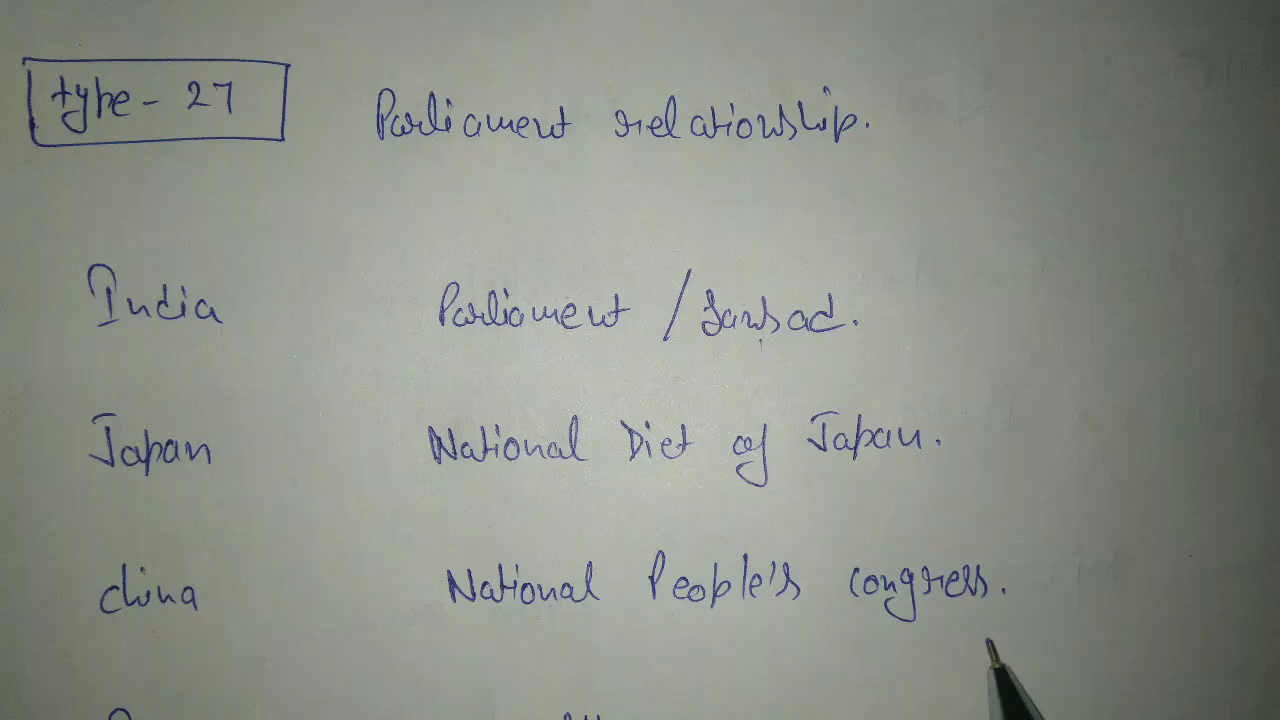 type - 27 Parliament relationship.
India Parliament / Sansad.
Japan National Diet of Japan.
china National People's congress.